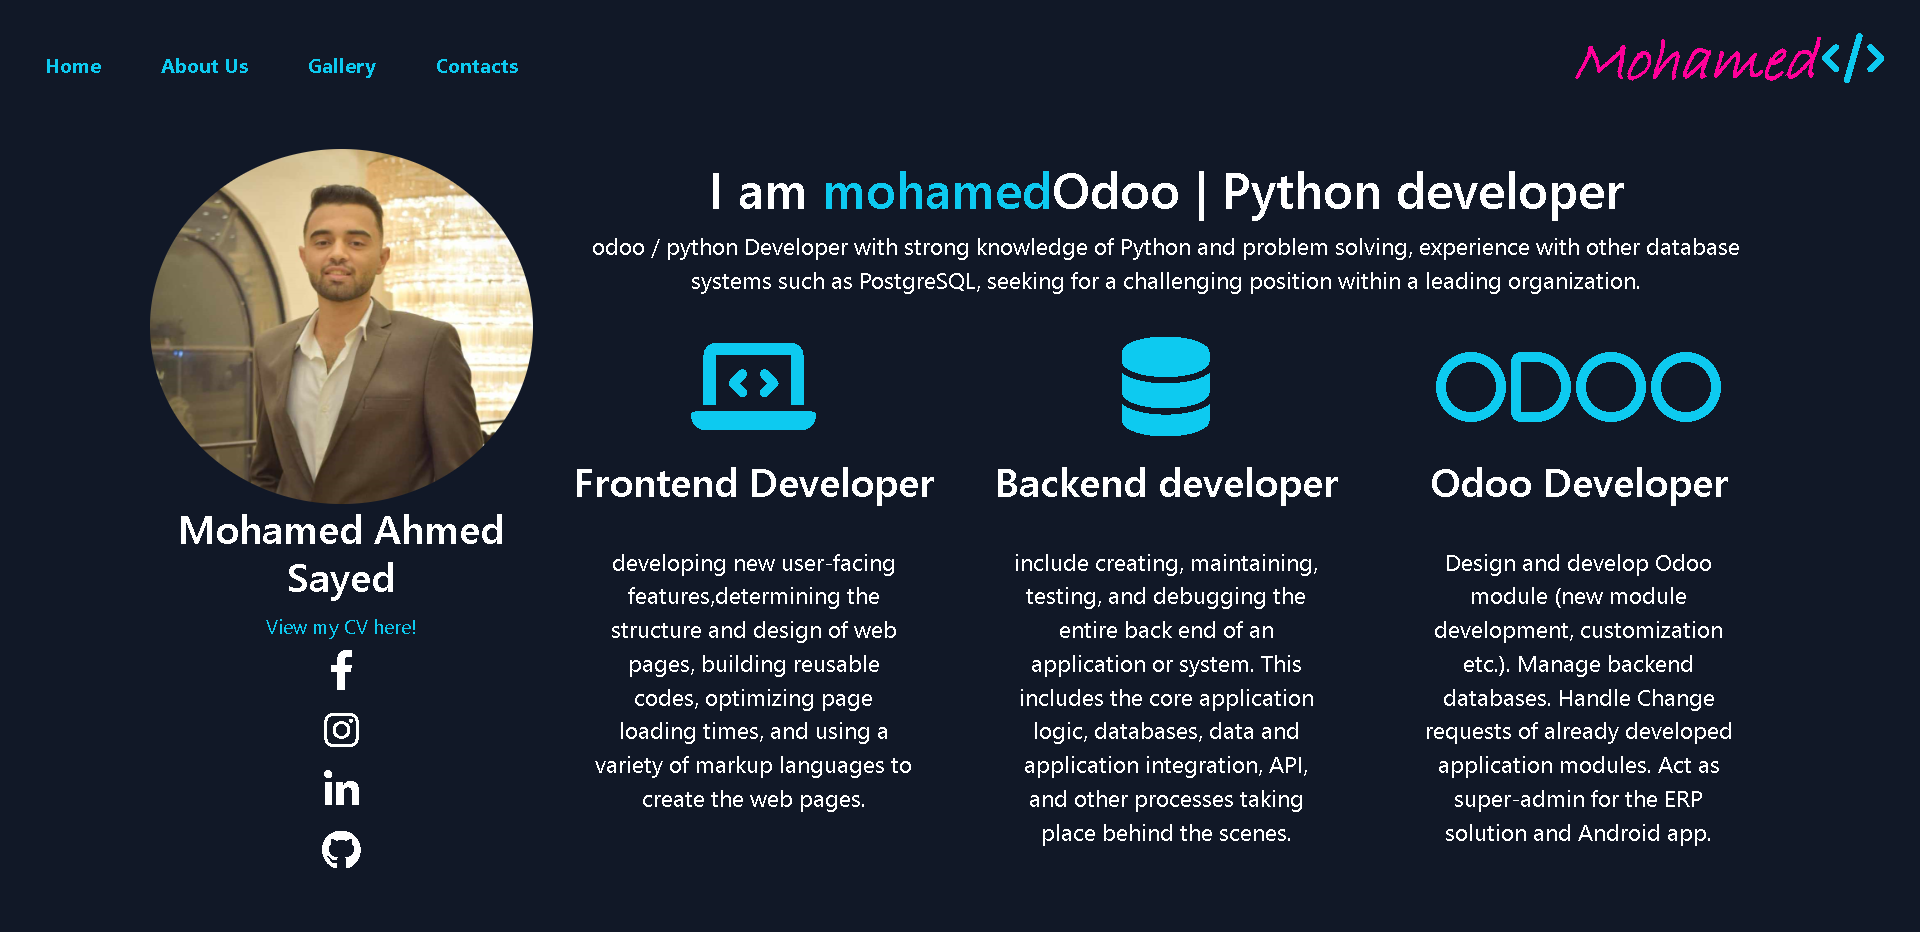 Home
About Us
Gallery
Contacts
Mohamed</>
I am mohamedOdoo | Python developer
odoo / python Developer with strong knowledge of Python and problem solving, experience with other database
systems such as PostgreSQL, seeking for a challenging position within a leading organization.
Mohamed Ahmed
Sayed
View my CV here!
Frontend Developer
developing new user-facing
features,determining the
structure and design of web
pages, building reusable
codes, optimizing page
loading times, and using a
variety of markup languages to
create the web pages.
Backend developer
include creating, maintaining,
testing, and debugging the
entire back end of an
application or system. This
includes the core application
logic, databases, data and
application integration, API,
and other processes taking
place behind the scenes.
ODOO
Odoo Developer
Design and develop Odoo
module (new module
development, customization
etc.). Manage backend
databases. Handle Change
requests of already developed
application modules. Act as
super-admin for the ERP
solution and Android app.